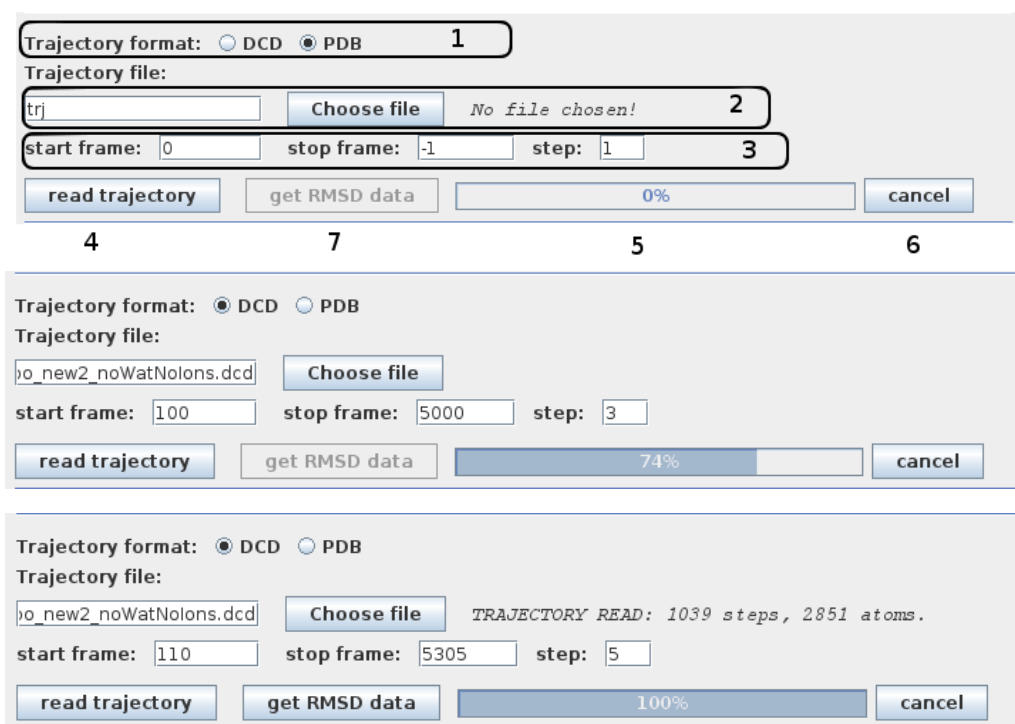 Trajectory format: DCD PDB 1
Trajectory file:
trj Choose file No file chosen! 2
start frame: 0 stop frame: -1 step: 1 3
read trajectory get RMSD data 0% cancel
4 7 5 6
Trajectory format: DCD PDB
Trajectory file:
oo_new2_noWatNoIons.dcd Choose file
start frame: 100 stop frame: 5000 step: 3
read trajectory get RMSD data 74% cancel
Trajectory format: DCD PDB
Trajectory file:
oo_new2_noWatNoIons.dcd Choose file TRAJECTORY READ: 1039 steps, 2851 atoms.
start frame: 110 stop frame: 5305 step: 5
read trajectory get RMSD data 100% cancel